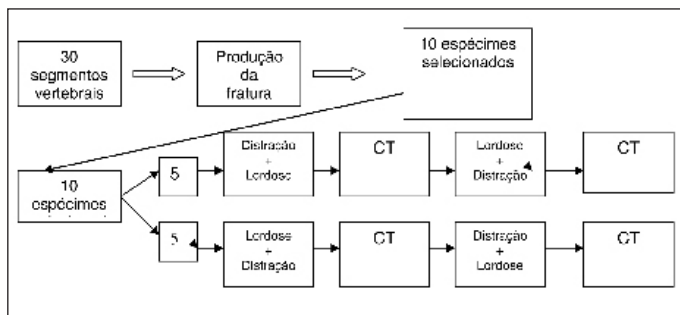 30
segmentos
vertebrais
Produção
da
fratura
10 espécimes
selecionados
10
espécimes
5
Distração
+
Lordose
CT
Lordose
+
Distração
CT
5
Lordose
+
Distração
CT
Distração
+
Lordose
CT